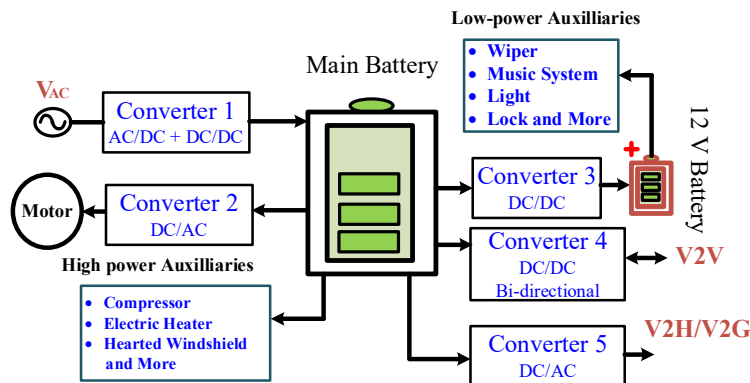 Low-power Auxilliaries
• Wiper
• Music System
• Light
• Lock and More
Main Battery
V_AC
Converter 1
AC/DC + DC/DC
12 V Battery
+
Converter 3
DC/DC
Motor
Converter 2
DC/AC
Converter 4
DC/DC
Bi-directional
V2V
High power Auxilliaries
• Compressor
• Electric Heater
• Hearted Windshield
and More
V2H/V2G
Converter 5
DC/AC